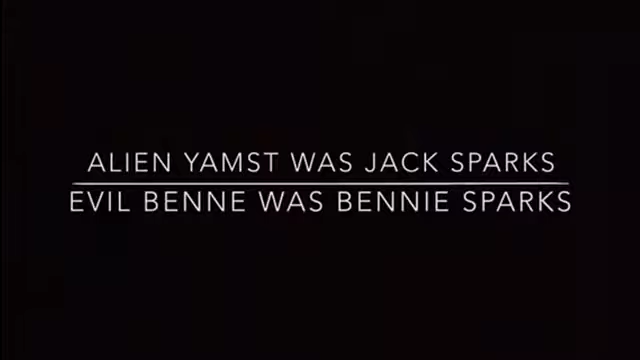 ALIEN YAMST WAS JACK SPARKS
EVIL BENNE WAS BENNIE SPARKS